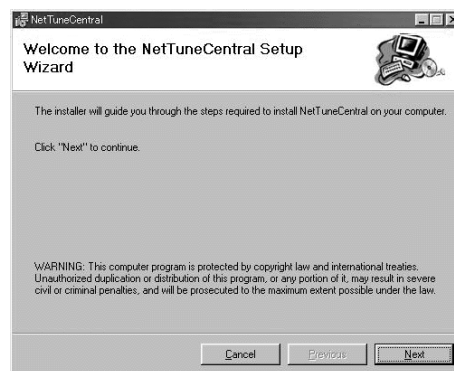 NetTuneCentral
Welcome to the NetTuneCentral Setup
Wizard
The installer will guide you through the steps required to install NetTuneCentral on your computer.
Click "Next" to continue.
WARNING: This computer program is protected by copyright law and international treaties.
Unauthorized duplication or distribution of this program, or any portion of it, may result in severe
civil or criminal penalties, and will be prosecuted to the maximum extent possible under the law.
Cancel
Previous
Next